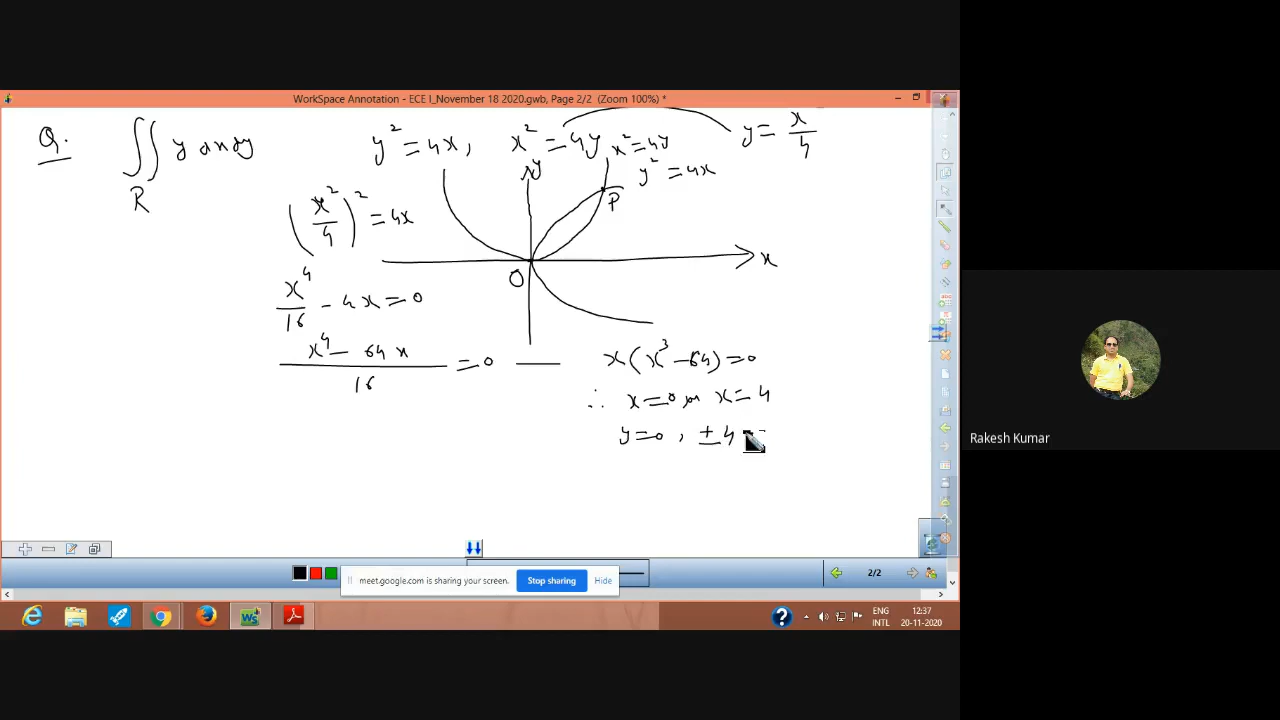 WorkSpace Annotation - ECE I_November 18 2020.gwb, Page 2/2 (Zoom 100%) *
Q. ∬ y dx dy
R
y² = 4x, x² = 4y
y = x/4
x² = 4y
y² = 4x
y
P
O
x
(x²/4)² = 4x
x⁴/16 - 4x = 0
(x⁴ - 64x)/16 = 0 —
x(x³ - 64) = 0
∴ x = 0 or x = 4
y = 0, ± 4
Rakesh Kumar
2/2
meet.google.com is sharing your screen.
Stop sharing
Hide
ENG
INTL
12:37
20-11-2020